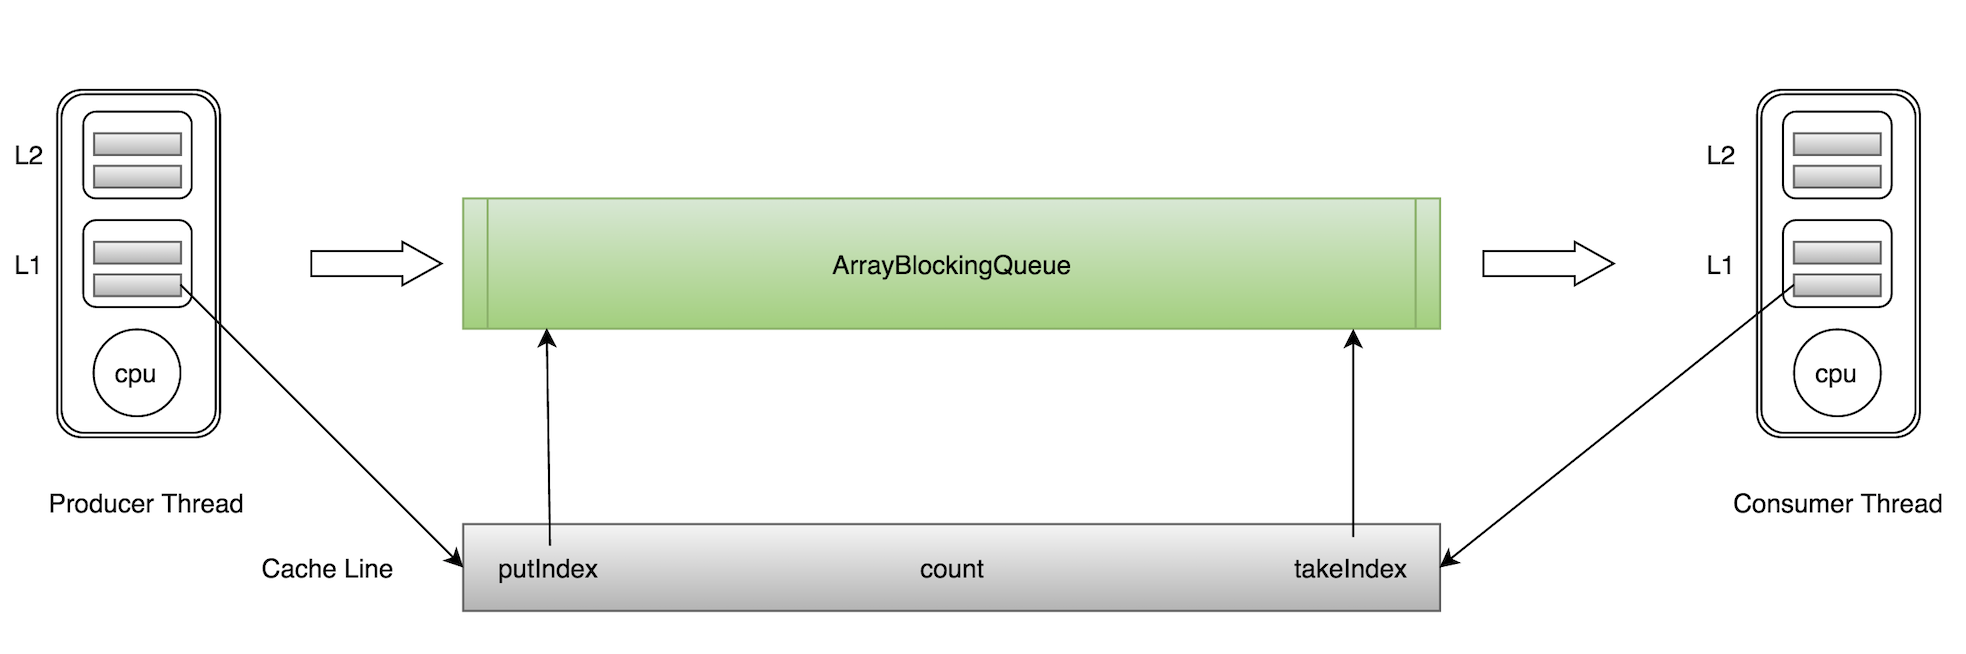 L2
L2
L1
ArrayBlockingQueue
L1
cpu
cpu
Producer Thread
Consumer Thread
Cache Line
putIndex
count
takeIndex